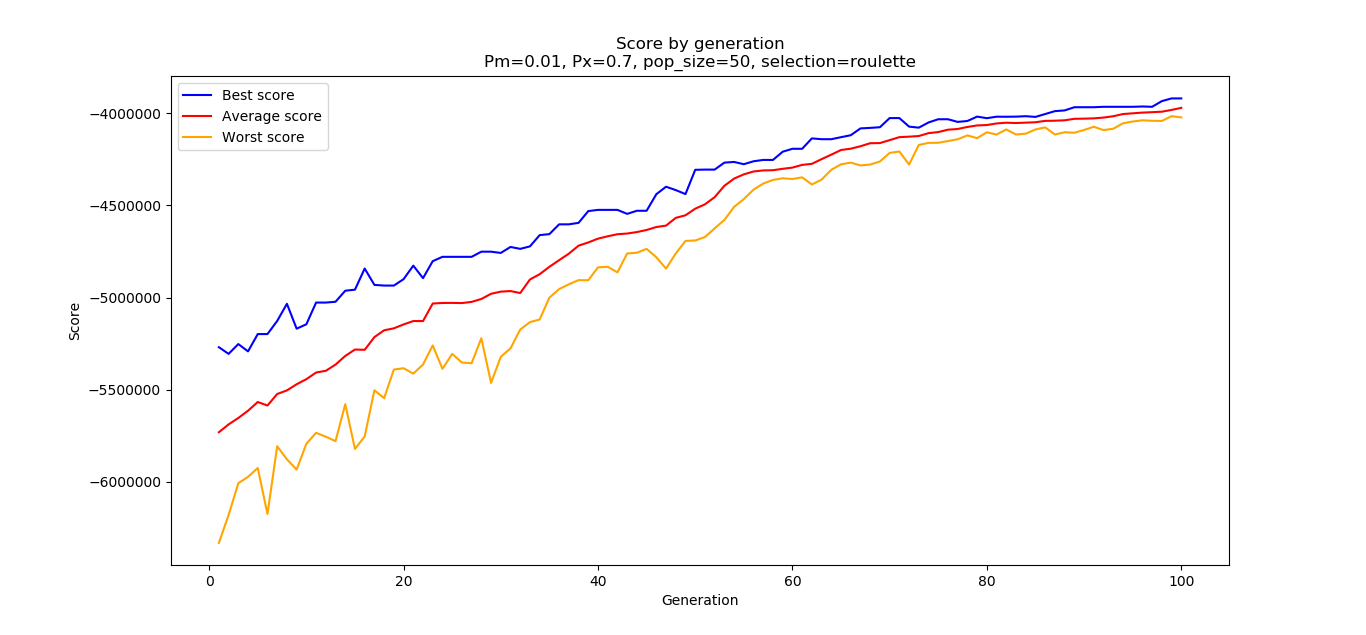 Score by generation
Pm=0.01, Px=0.7, pop_size=50, selection=roulette
Best score
Average score
Worst score
−4000000
−4500000
−5000000
−5500000
−6000000
Score
0 20 40 60 80 100
Generation